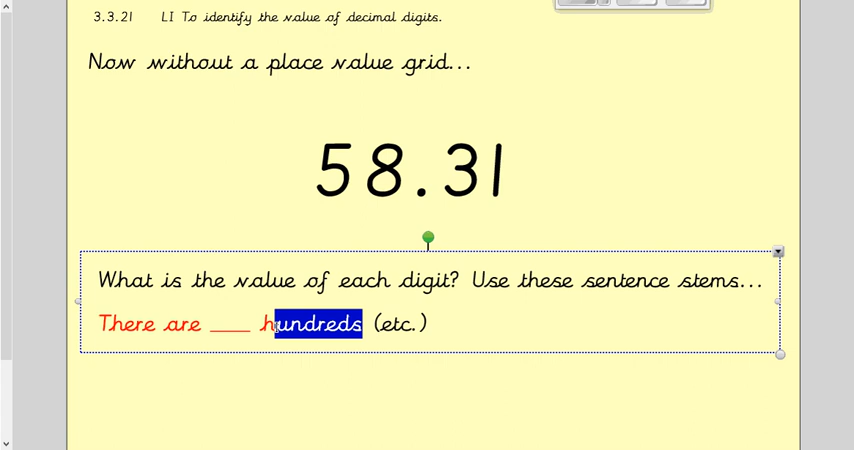 3.3.21 LI To identify the value of decimal digits.
Now without a place value grid...
58.31
What is the value of each digit? Use these sentence stems...
There are ___ hundreds (etc.)